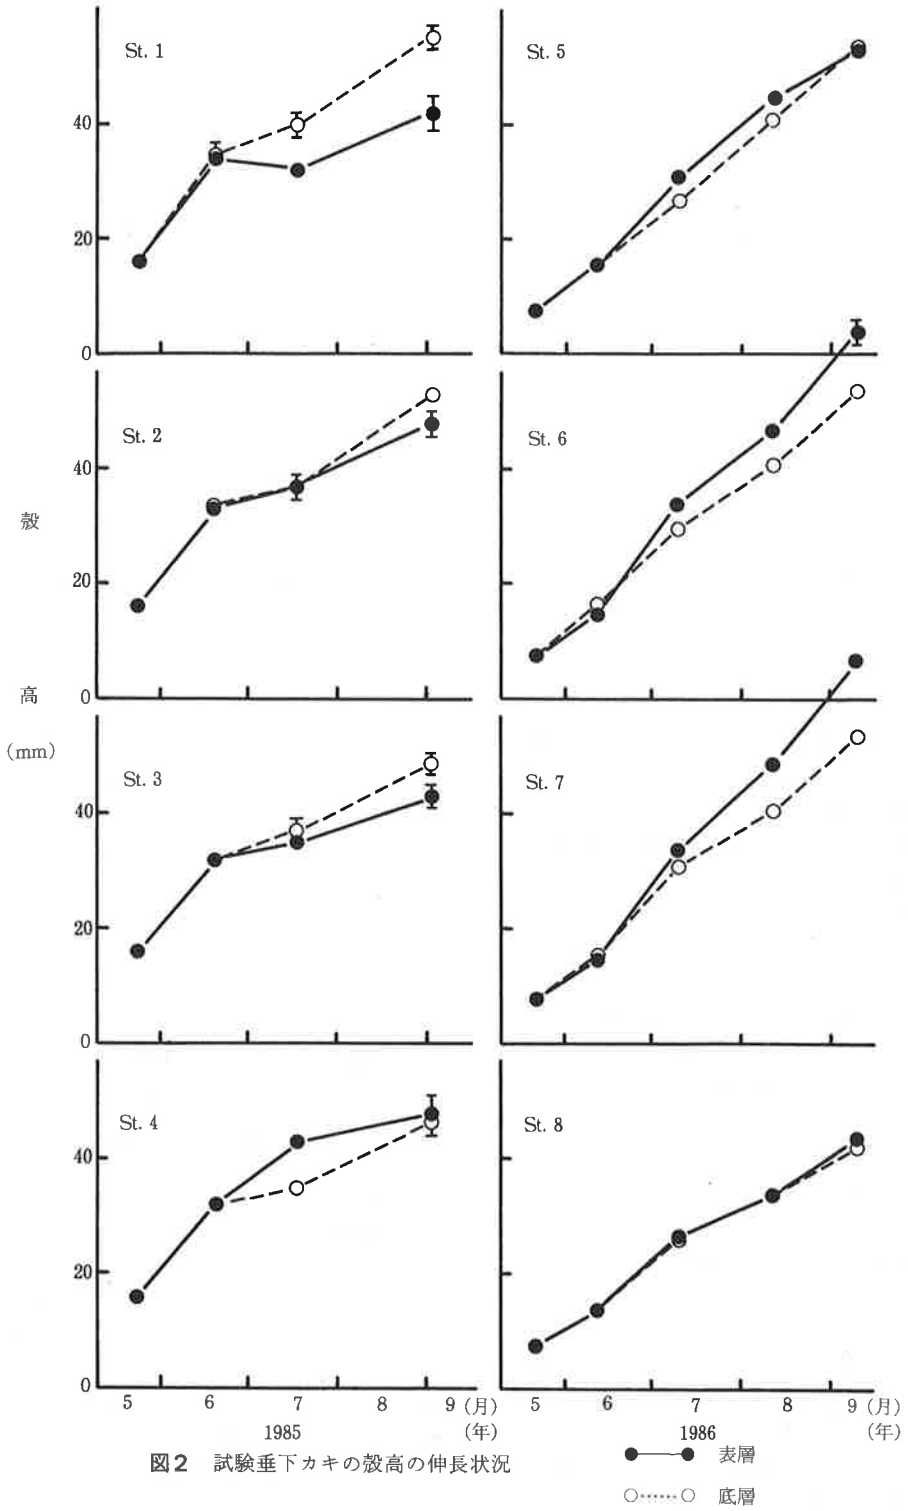 St. 1
40
20
0
St. 5
St. 2
40
20
0
St. 6
殻
高
(mm)
St. 3
40
20
0
St. 7
St. 4
40
20
0
St. 8
5 6 7 8 9 (月)
1985 (年)
5 6 7 8 9 (月)
1986 (年)
図2 試験垂下カキの殻高の伸長状況
●――● 表層
○……○ 底層